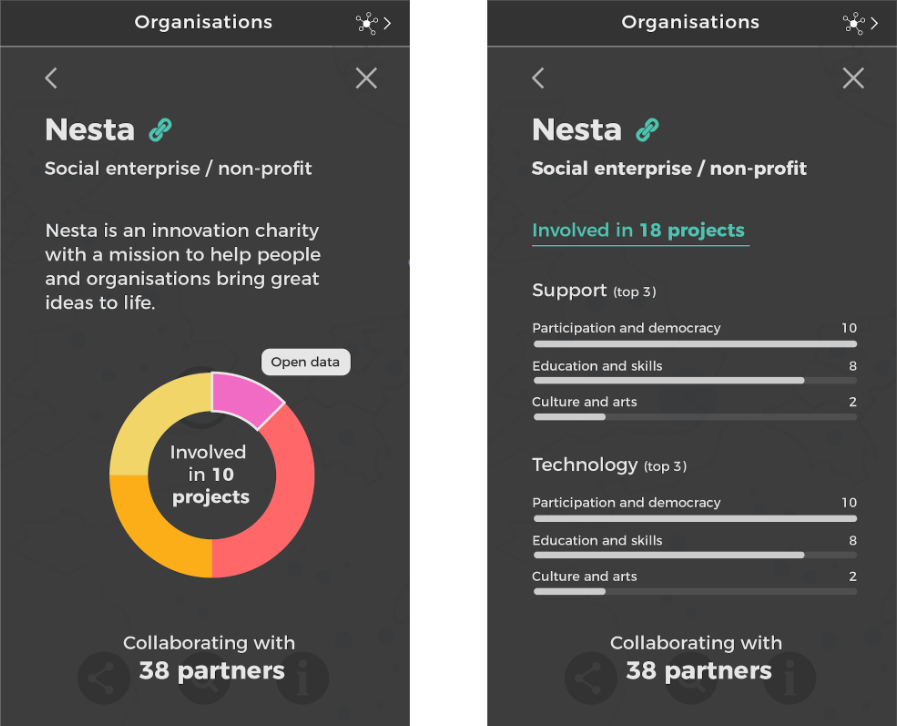 Organisations
Nesta
Social enterprise / non-profit
Nesta is an innovation charity
with a mission to help people
and organisations bring great
ideas to life.
Open data
Involved
in 10
projects
Collaborating with
38 partners
Organisations
Nesta
Social enterprise / non-profit
Involved in 18 projects
Support (top 3)
Participation and democracy 10
Education and skills 8
Culture and arts 2
Technology (top 3)
Participation and democracy 10
Education and skills 8
Culture and arts 2
Collaborating with
38 partners